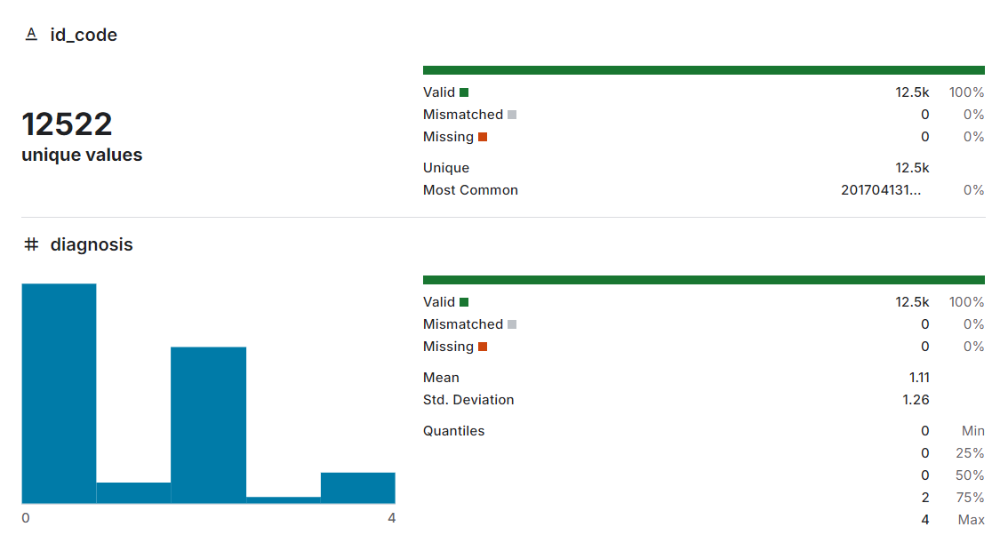 A id_code
12522
unique values
Valid 12.5k 100%
Mismatched 0 0%
Missing 0 0%
Unique 12.5k
Most Common 201704131... 0%
# diagnosis
0 4
Valid 12.5k 100%
Mismatched 0 0%
Missing 0 0%
Mean 1.11
Std. Deviation 1.26
Quantiles 0 Min
0 25%
0 50%
2 75%
4 Max